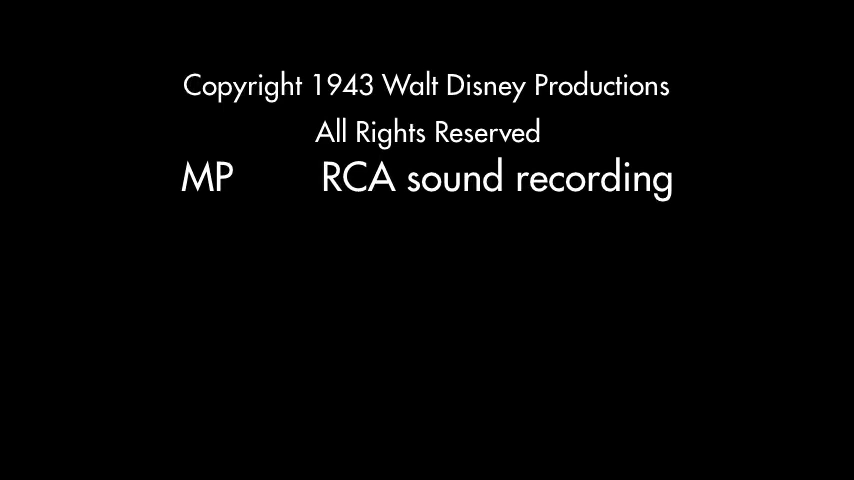 Copyright 1943 Walt Disney Productions
All Rights Reserved
MP RCA sound recording